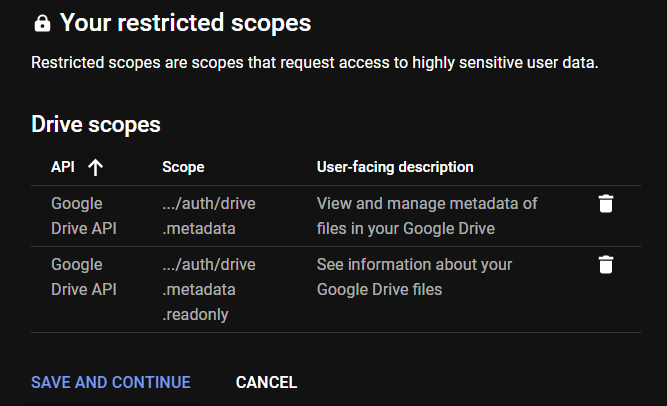 Your restricted scopes
Restricted scopes are scopes that request access to highly sensitive user data.
Drive scopes
API Scope User-facing description
Google .../auth/drive View and manage metadata of
Drive API .metadata files in your Google Drive
Google .../auth/drive See information about your
Drive API .metadata Google Drive files
.readonly
SAVE AND CONTINUE CANCEL